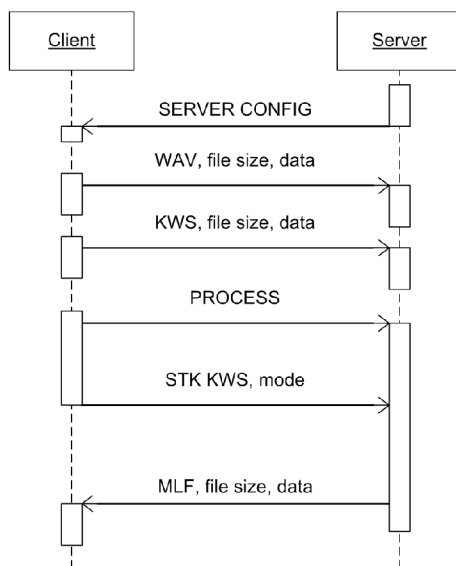 Client
Server
SERVER CONFIG
WAV, file size, data
KWS, file size, data
PROCESS
STK KWS, mode
MLF, file size, data